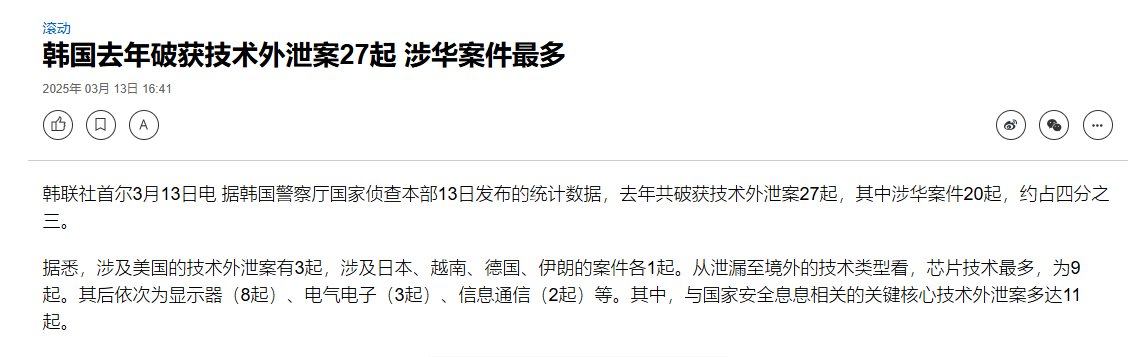 滚动
韩国去年破获技术外泄案27起 涉华案件最多
2025年 03月 13日 16:41
A
韩联社首尔3月13日电 据韩国警察厅国家侦查本部13日发布的统计数据，去年共破获技术外泄案27起，其中涉华案件20起，约占四分之
三。
据悉，涉及美国的技术外泄案有3起，涉及日本、越南、德国、伊朗的案件各1起。从泄漏至境外的技术类型看，芯片技术最多，为9
起。其后依次为显示器（8起）、电气电子（3起）、信息通信（2起）等。其中，与国家安全息息相关的关键核心技术外泄案多达11
起。